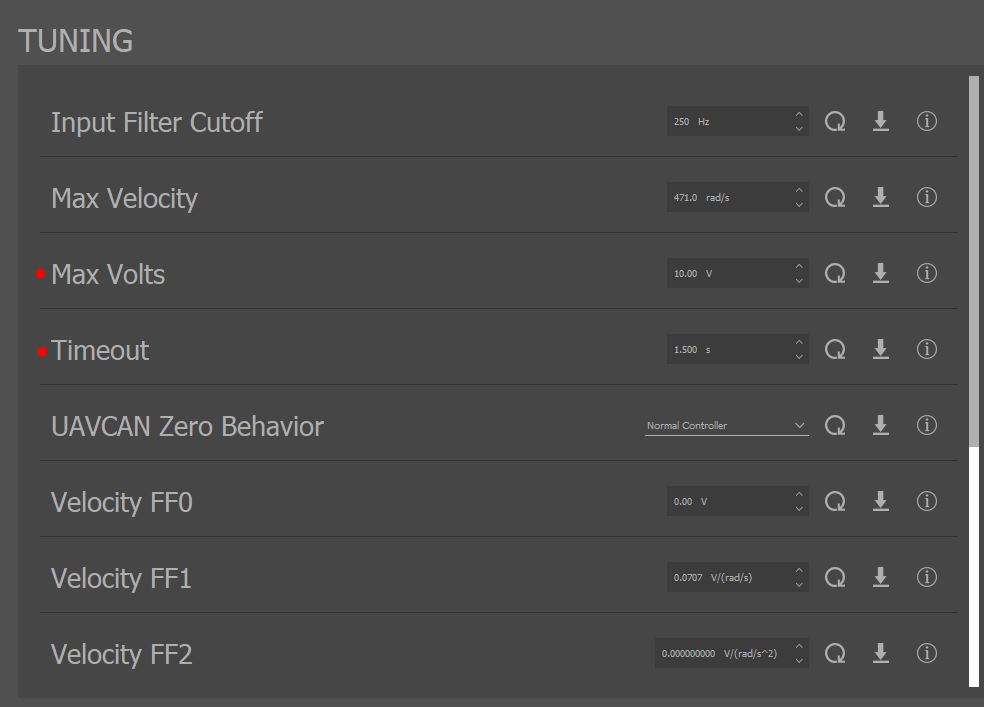 TUNING
Input Filter Cutoff 250 Hz
Max Velocity 471.0 rad/s
Max Volts 10.00 V
Timeout 1.500 s
UAVCAN Zero Behavior Normal Controller
Velocity FF0 0.00 V
Velocity FF1 0.0707 V/(rad/s)
Velocity FF2 0.000000000 V/(rad/s^2)